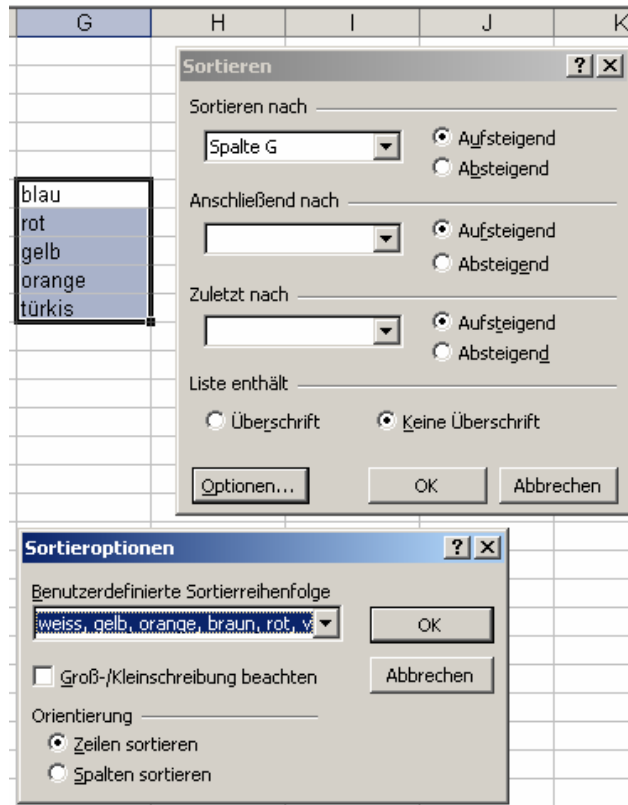 G H I J K
Sortieren
Sortieren nach
Spalte G
Aufsteigend
Absteigend
Anschließend nach
Aufsteigend
Absteigend
Zuletzt nach
Aufsteigend
Absteigend
Liste enthält
Überschrift
Keine Überschrift
Optionen...
OK
Abbrechen
blau
rot
gelb
orange
türkis
Sortieroptionen
Benutzerdefinierte Sortierreihenfolge
weiss, gelb, orange, braun, rot, v
OK
Groß-/Kleinschreibung beachten
Abbrechen
Orientierung
Zeilen sortieren
Spalten sortieren